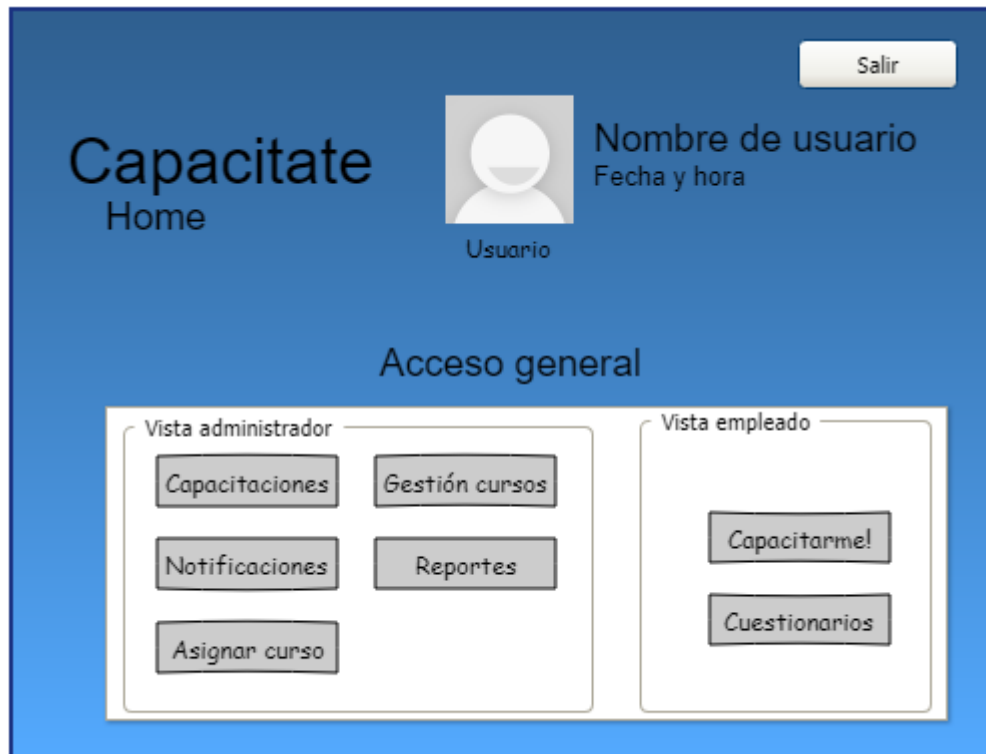 Salir
Capacitate
Home
Nombre de usuario
Fecha y hora
Usuario
Acceso general
Vista administrador
Capacitaciones
Gestión cursos
Notificaciones
Reportes
Asignar curso
Vista empleado
Capacitarme!
Cuestionarios